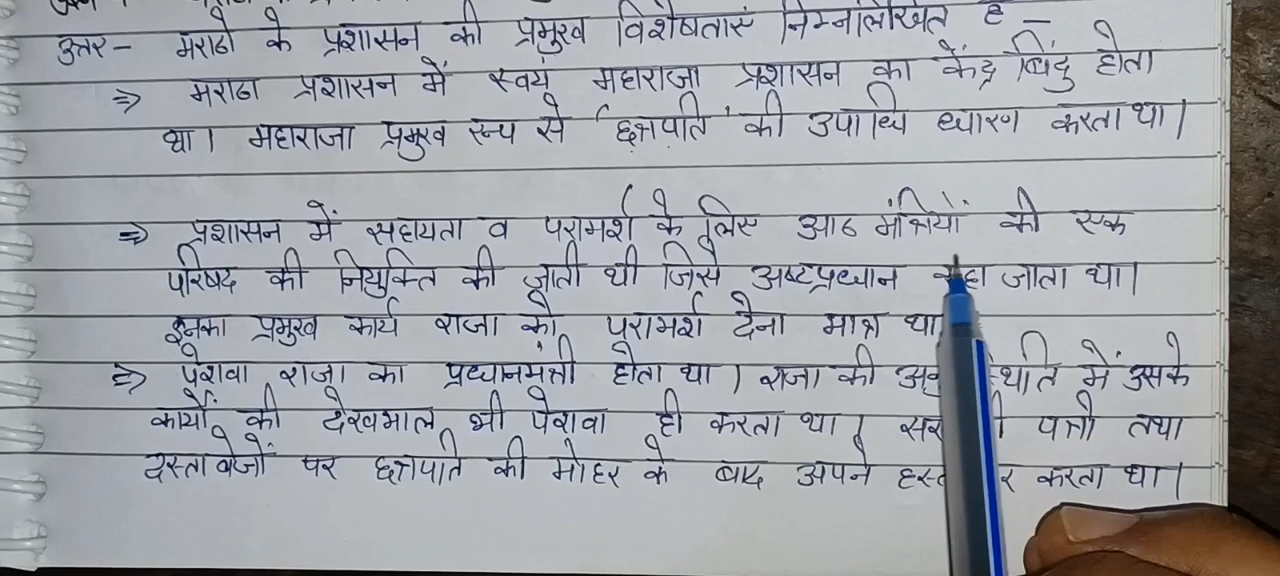 उत्तर - मराठो के प्रशासन की प्रमुख विशेषताएं निम्नलिखित है -
⇒ मराठा प्रशासन में स्वयं महाराजा प्रशासन का केंद्र बिंदु होता
था। महाराजा प्रमुख रूप से 'छत्रपति' की उपाधि धारण करता था।
⇒ प्रशासन में सहायता व परामर्श के लिए आठ मंत्रियों की एक
परिषद की नियुक्ति की जाती थी जिसे अष्टप्रधान कहा जाता था।
इनका प्रमुख कार्य राजा को परामर्श देना मात्र था
⇒ पेशवा राजा का प्रधानमंत्री होता था। राजा की में उसके
कार्यों की देखभाल भी पेशवा ही करता था। पत्रो तथा
दस्तावेजों पर छत्रपति की मोहर के बाद अपने करता था।